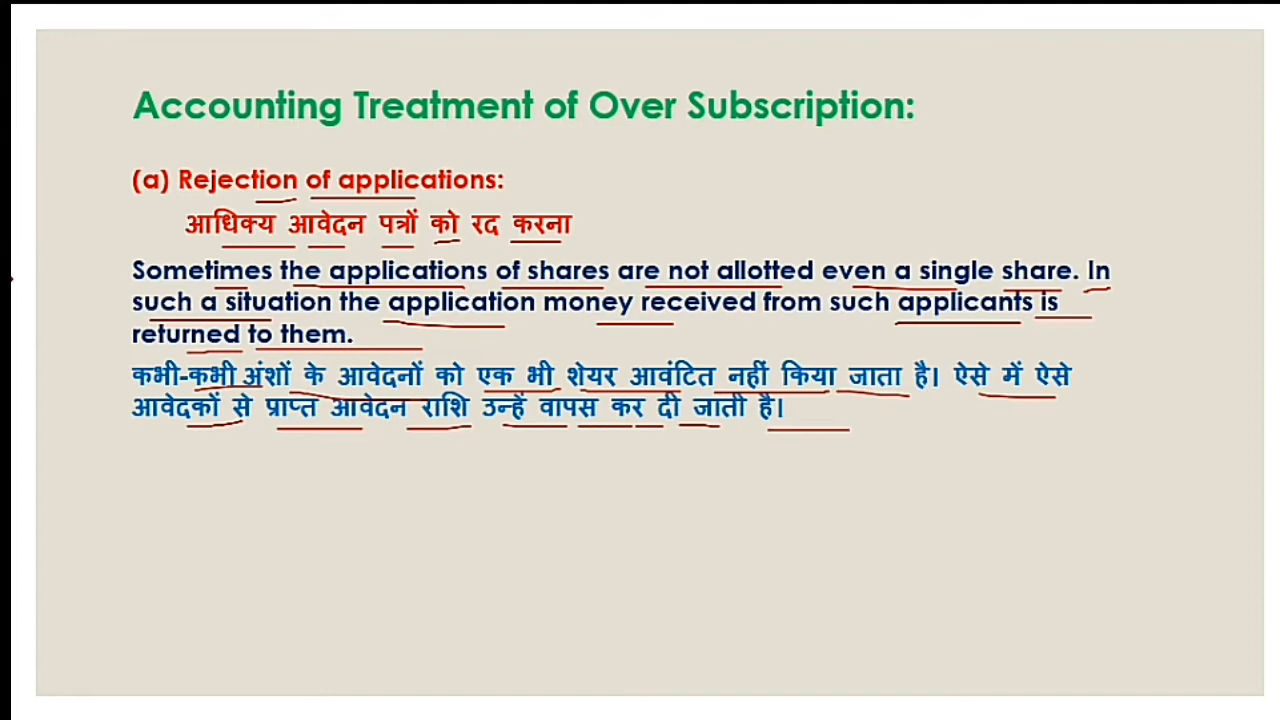 Accounting Treatment of Over Subscription:
(a) Rejection of applications:
आधिक्य आवेदन पत्रों को रद करना
Sometimes the applications of shares are not allotted even a single share. In
such a situation the application money received from such applicants is
returned to them.
कभी-कभी अंशों के आवेदनों को एक भी शेयर आवंटित नहीं किया जाता है। ऐसे में ऐसे
आवेदकों से प्राप्त आवेदन राशि उन्हें वापस कर दी जाती है।